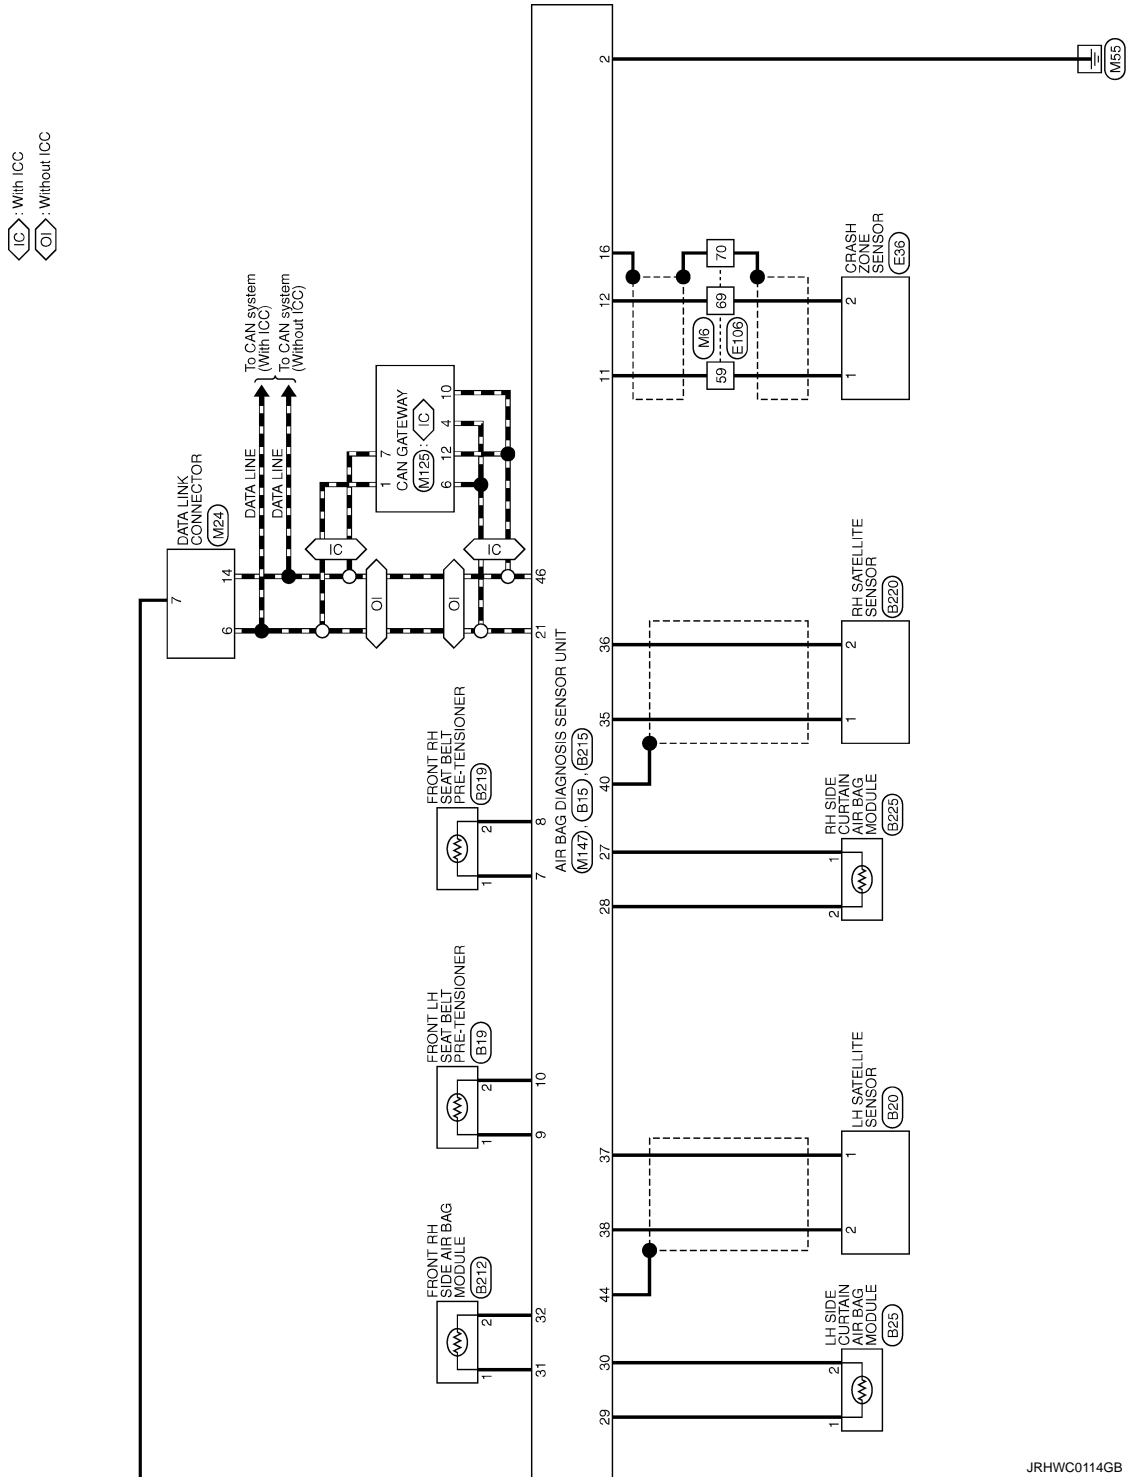 IC : With ICC
OI : Without ICC
7
DATA LINK
CONNECTOR
M24
6
14
DATA LINE
DATA LINE
To CAN system
(With ICC)
To CAN system
(Without ICC)
IC
OI
OI
IC
1
7
CAN GATEWAY
M125 : IC
6
12
4
10
FRONT RH
SIDE AIR BAG
MODULE
B212
1
2
FRONT LH
SEAT BELT
PRE-TENSIONER
B19
1
2
FRONT RH
SEAT BELT
PRE-TENSIONER
B219
1
2
31
32
9
10
7
8
21
46
AIR BAG DIAGNOSIS SENSOR UNIT
M147 , B15 , B215
29
30
44
38
37
28
27
40
35
36
11
12
16
2
59
69
70
M6
E106
1
2
LH SIDE
CURTAIN
AIR BAG
MODULE
B25
2
1
LH SATELLITE
SENSOR
B20
2
1
RH SIDE
CURTAIN
AIR BAG
MODULE
B225
1
2
RH SATELLITE
SENSOR
B220
1
2
CRASH
ZONE
SENSOR
E36
M55
JRHWC0114GB